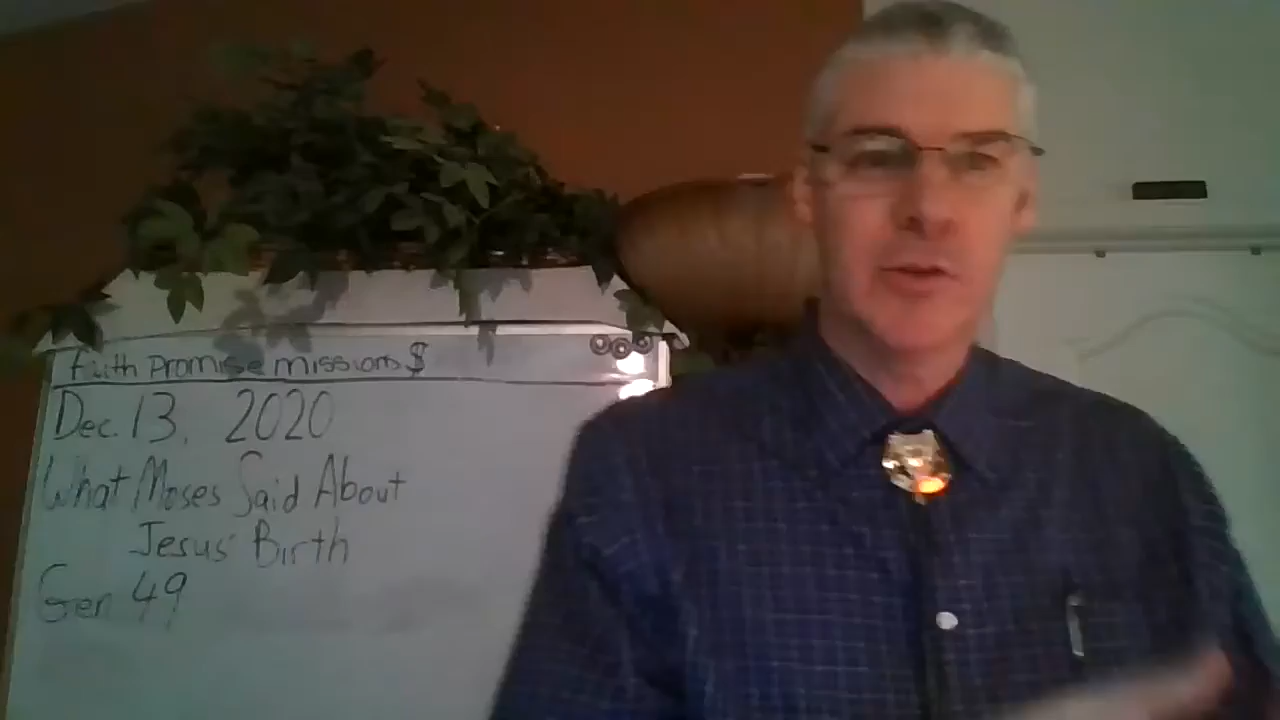 Faith promise missions $
Dec. 13, 2020
What Moses Said About
Jesus' Birth
Gen 49